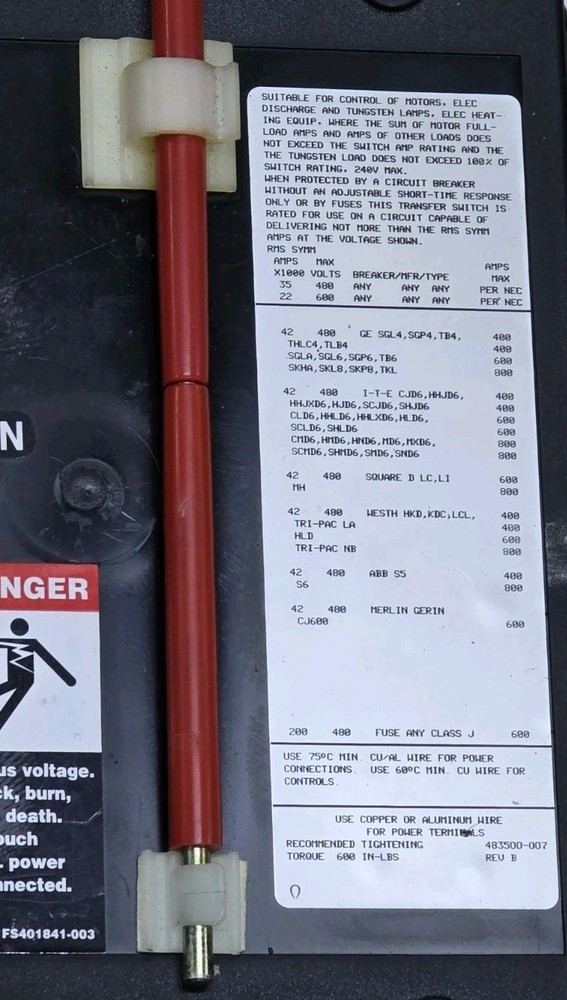 SUITABLE FOR CONTROL OF MOTORS, ELEC
DISCHARGE AND TUNGSTEN LAMPS, ELEC HEAT-
ING EQUIP. WHERE THE SUM OF MOTOR FULL-
LOAD AMPS AND AMPS OF OTHER LOADS DOES
NOT EXCEED THE SWITCH AMP RATING AND THE
THE TUNGSTEN LOAD DOES NOT EXCEED 100% OF
SWITCH RATING, 240V MAX.
WHEN PROTECTED BY A CIRCUIT BREAKER
WITHOUT AN ADJUSTABLE SHORT-TIME RESPONSE
ONLY OR BY FUSES THIS TRANSFER SWITCH IS
RATED FOR USE ON A CIRCUIT CAPABLE OF
DELIVERING NOT MORE THAN THE RMS SYMM
AMPS AT THE VOLTAGE SHOWN.
RMS SYMM
AMPS MAX AMPS
X1000 VOLTS BREAKER/MFR/TYPE MAX
35 480 ANY ANY ANY PER NEC
22 600 ANY ANY ANY PER NEC
42 480 GE SGL4,SGP4,TB4, 400
THLC4,TLB4 400
SGLA,SGL6,SGP6,TB6 600
SKHA,SKL8,SKP8,TKL 800
42 480 I-T-E CJD6,HHJD6, 400
HHJXD6,HJD6,SCJD6,SHJD6 400
CLD6,HHLD6,HHLXD6,HLD6, 600
SCLD6,SHLD6 600
CMD6,HMD6,HND6,MD6,MXD6, 800
SCMD6,SHMD6,SMD6,SND6 800
42 480 SQUARE D LC,LI 600
MH 800
42 480 WESTH HKD,KDC,LCL, 400
TRI-PAC LA 400
HLD 600
TRI-PAC NB 800
42 480 ABB S5 400
S6 800
42 480 MERLIN GERIN
CJ600 600
200 480 FUSE ANY CLASS J 600
USE 75ºC MIN. CU/AL WIRE FOR POWER
CONNECTIONS. USE 60ºC MIN. CU WIRE FOR
CONTROLS.
USE COPPER OR ALUMINUM WIRE
FOR POWER TERMINALS
RECOMMENDED TIGHTENING 483500-007
TORQUE 600 IN-LBS REV B
N
NGER
us voltage.
ck, burn,
death.
ouch
power
nnected.
FS401841-003